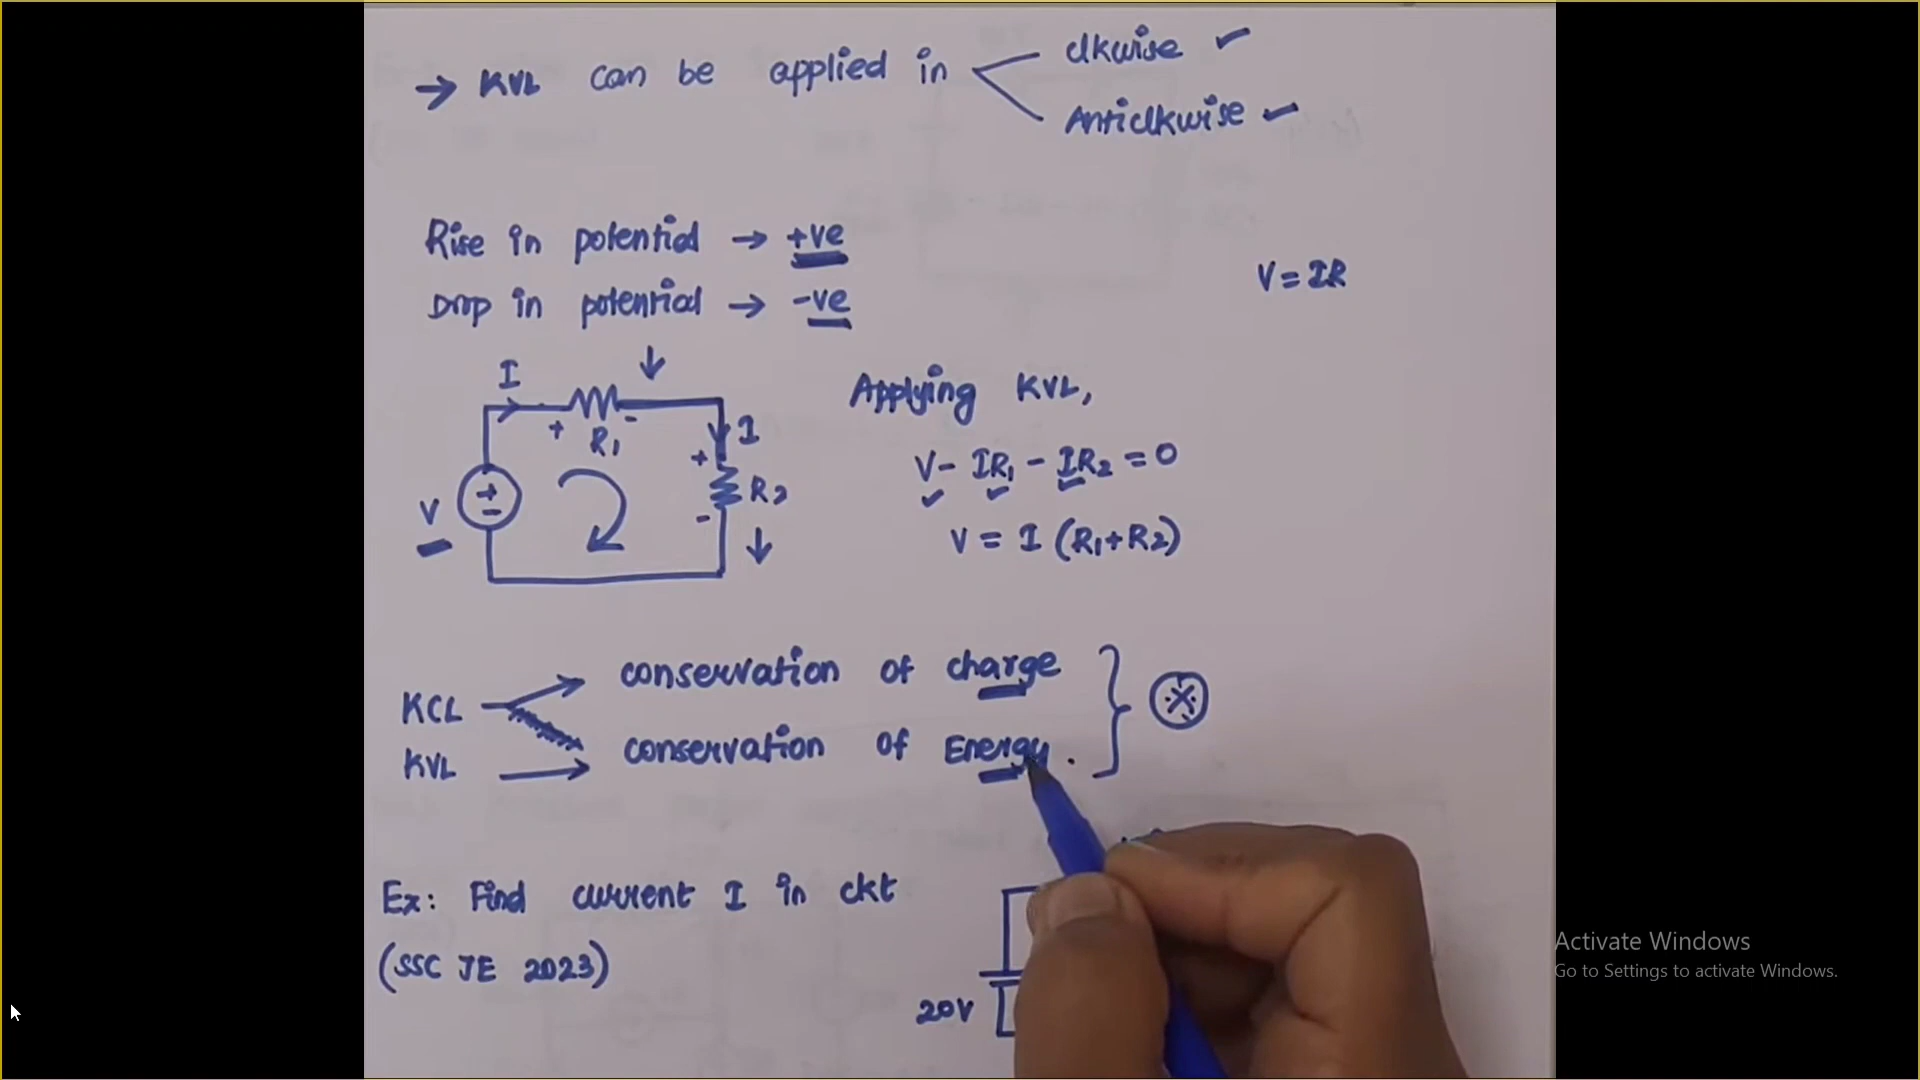 → KVL can be applied in clkwise ✓
Anticlkwise ✓
Rise in potential → +ve
Drop in potential → -ve
V = IR
I
+ R₁ -
I
+
R₂
-
V
+
-
Applying KVL,
V - IR₁ - IR₂ = 0
V = I (R₁+R₂)
KCL → conservation of charge
KVL → conservation of Energy.
Ex: Find current I in ckt
(SSC JE 2023)
20V
Activate Windows
Go to Settings to activate Windows.